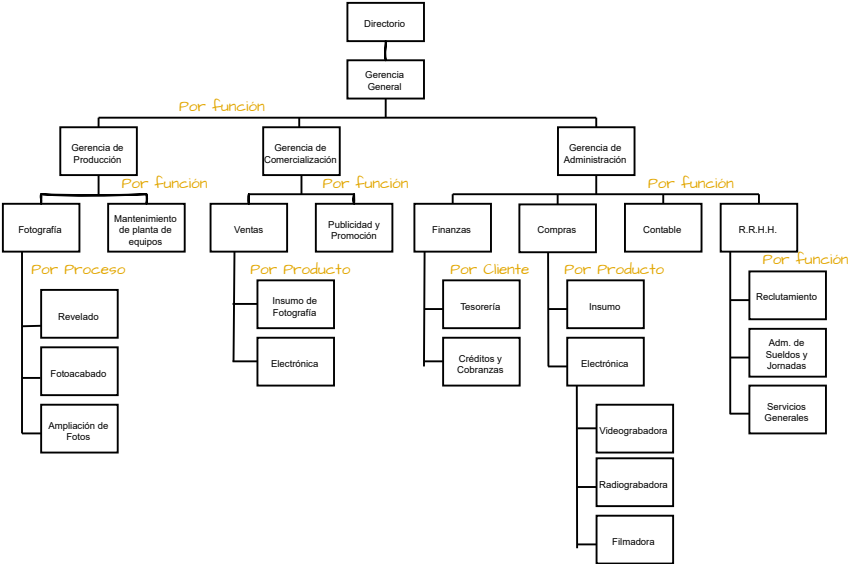 Directorio
Gerencia
General
Por función
Gerencia de
Producción
Gerencia de
Comercialización
Gerencia de
Administración
Por función
Por función
Por función
Fotografía
Mantenimiento
de planta de
equipos
Ventas
Publicidad y
Promoción
Finanzas
Compras
Contable
R.R.H.H.
Por Proceso
Por Producto
Por Cliente
Por Producto
Por función
Revelado
Fotoacabado
Ampliación de
Fotos
Insumo de
Fotografía
Electrónica
Tesorería
Créditos y
Cobranzas
Insumo
Electrónica
Videograbadora
Radiograbadora
Filmadora
Reclutamiento
Adm. de
Sueldos y
Jornadas
Servicios
Generales